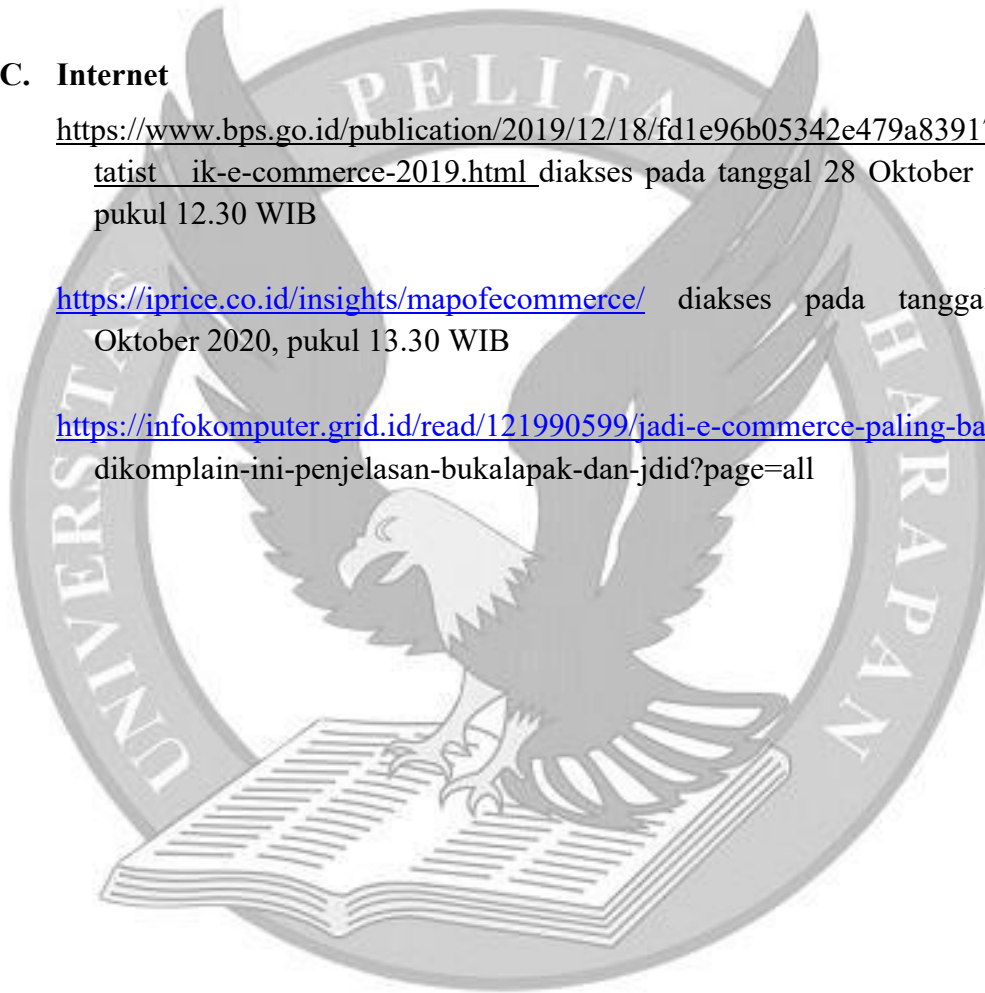 C. Internet
https://www.bps.go.id/publication/2019/12/18/fd1e96b05342e479a8391
tatist ik-e-commerce-2019.html diakses pada tanggal 28 Oktober
pukul 12.30 WIB
https://iprice.co.id/insights/mapofecommerce/ diakses pada tanggal
Oktober 2020, pukul 13.30 WIB
https://infokomputer.grid.id/read/121990599/jadi-e-commerce-paling-ba
dikomplain-ini-penjelasan-bukalapak-dan-jdid?page=all
UNIVERSITAS PELITA HARAPAN